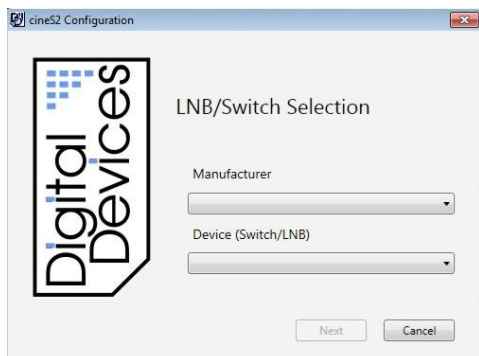 cineS2 Configuration
Digital
Devices
LNB/Switch Selection
Manufacturer
Device (Switch/LNB)
Next
Cancel